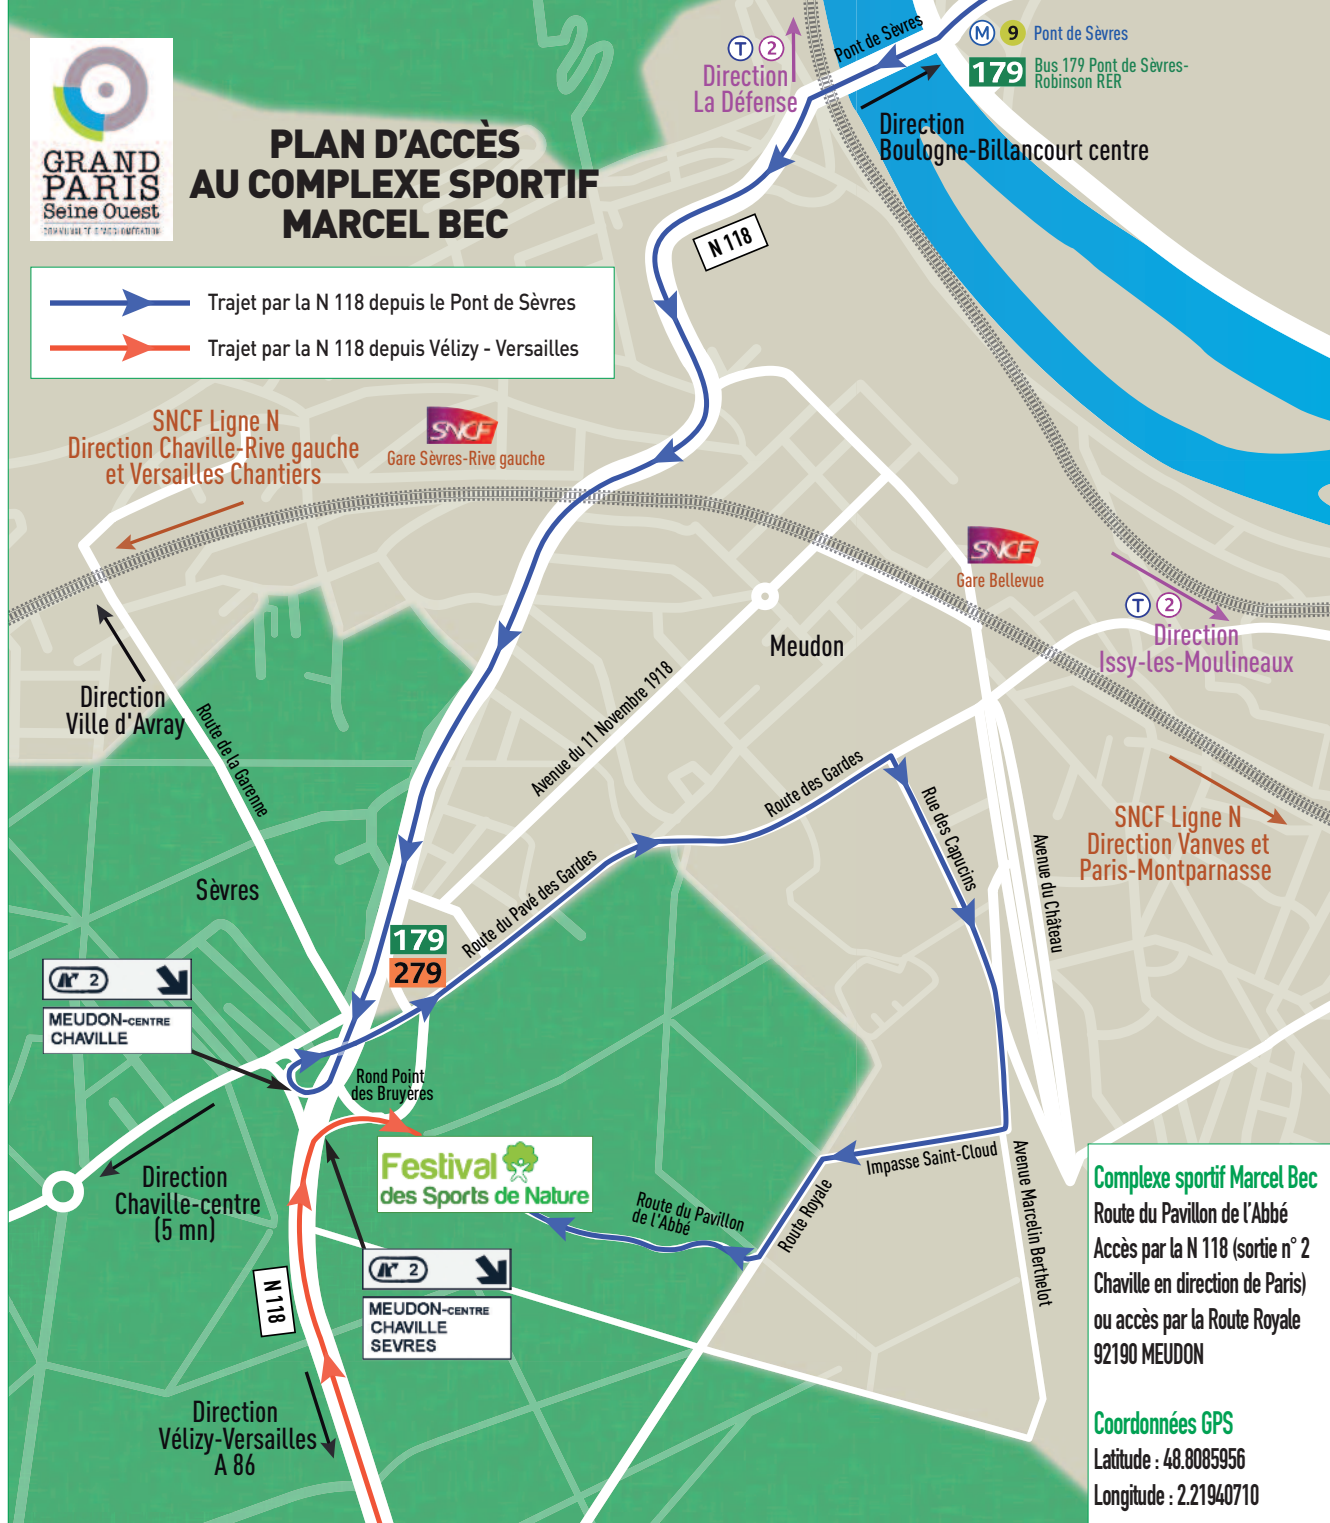 GRAND
PARIS
Seine Ouest
COMMUNAUTÉ D'AGGLOMÉRATION
PLAN D'ACCÈS
AU COMPLEXE SPORTIF
MARCEL BEC
Trajet par la N 118 depuis le Pont de Sèvres
Trajet par la N 118 depuis Vélizy - Versailles
T 2
Direction
La Défense
Pont de Sèvres
M 9 Pont de Sèvres
179 Bus 179 Pont de Sèvres-
Robinson RER
Direction
Boulogne-Billancourt centre
N 118
SNCF Ligne N
Direction Chaville-Rive gauche
et Versailles Chantiers
SNCF
Gare Sèvres-Rive gauche
SNCF
Gare Bellevue
T 2
Direction
Issy-les-Moulineaux
Meudon
Direction
Ville d'Avray
Route de la Garenne
Avenue du 11 Novembre 1918
Route des Gardes
Rue des Capucins
SNCF Ligne N
Direction Vanves et
Paris-Montparnasse
Avenue du Château
Sèvres
Route du Pavé des Gardes
179
279
2
MEUDON-CENTRE
CHAVILLE
Rond Point
des Bruyères
Festival
des Sports de Nature
Direction
Chaville-centre
(5 mn)
Route du Pavillon
de l'Abbé
Route Royale
Impasse Saint-Cloud
Avenue Marcelin Berthelot
N 118
2
MEUDON-CENTRE
CHAVILLE
SEVRES
Direction
Vélizy-Versailles
A 86
Complexe sportif Marcel Bec
Route du Pavillon de l'Abbé
Accès par la N 118 (sortie n° 2
Chaville en direction de Paris)
ou accès par la Route Royale
92190 MEUDON
Coordonnées GPS
Latitude : 48.8085956
Longitude : 2.21940710